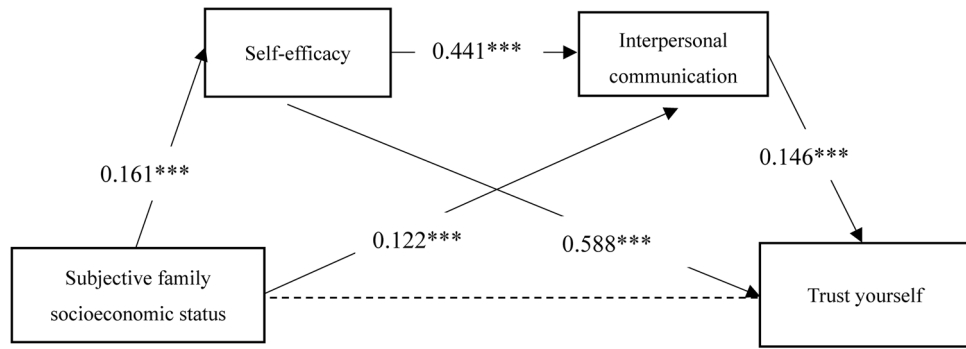 Self-efficacy
0.441***
Interpersonal
communication
0.161***
0.146***
0.122***
0.588***
Subjective family
socioeconomic status
Trust yourself